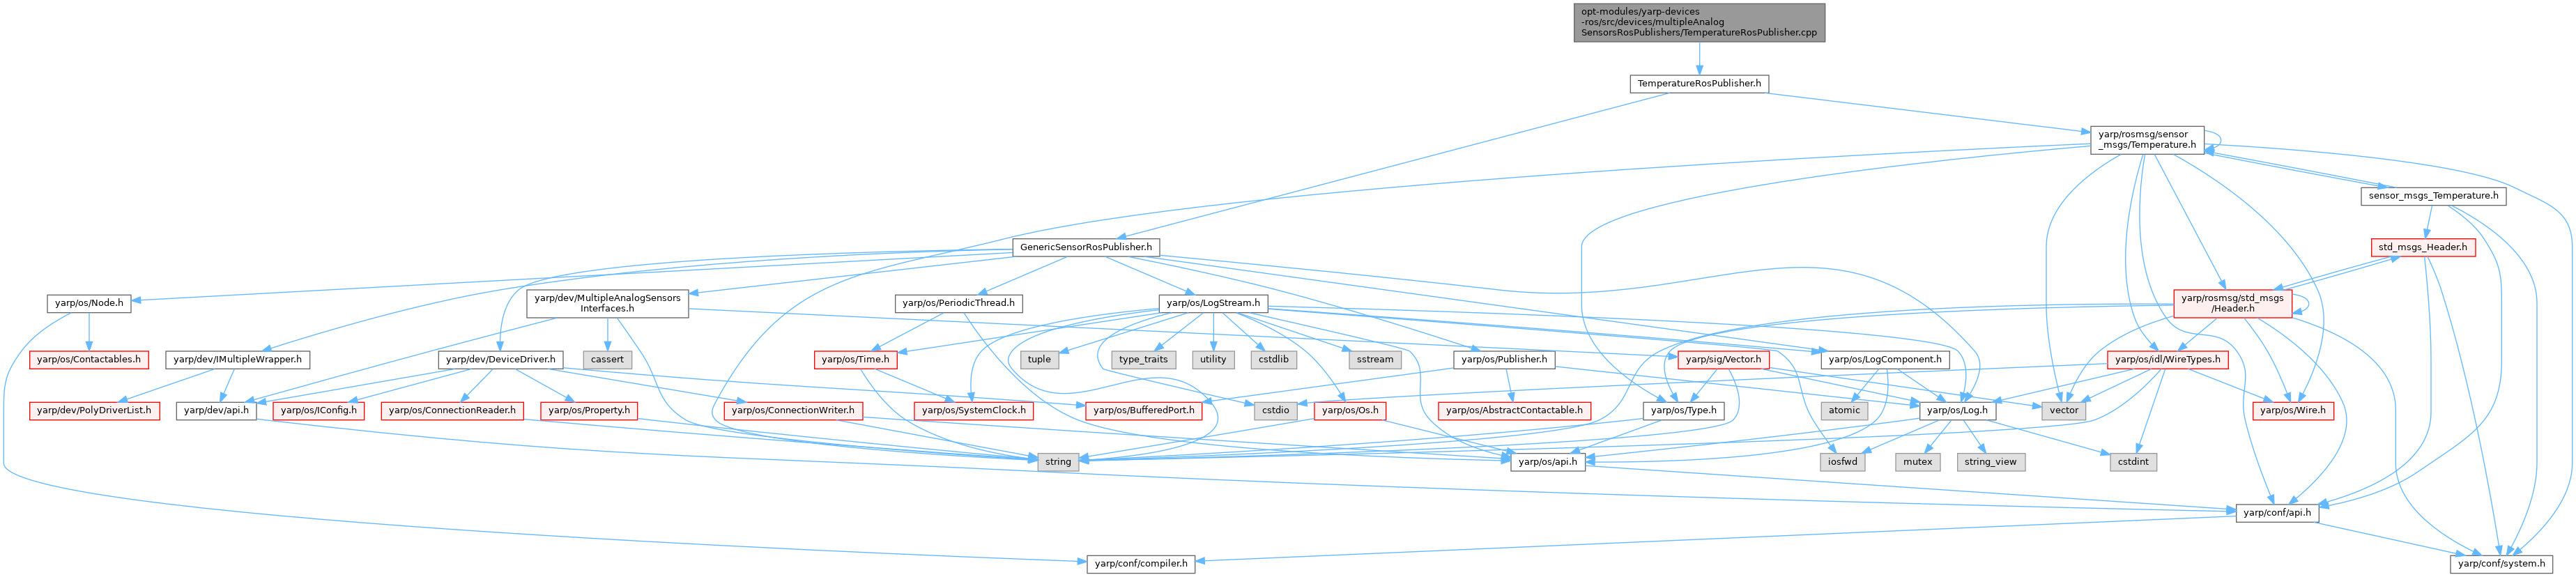 opt-modules/yarp-devices
-ros/src/devices/multipleAnalog
SensorsRosPublishers/TemperatureRosPublisher.cpp
TemperatureRosPublisher.h
yarp/rosmsg/sensor
_msgs/Temperature.h
sensor_msgs_Temperature.h
GenericSensorRosPublisher.h
std_msgs_Header.h
yarp/os/Node.h
yarp/dev/MultipleAnalogSensors
Interfaces.h
yarp/os/PeriodicThread.h
yarp/os/LogStream.h
yarp/rosmsg/std_msgs
/Header.h
yarp/os/Contactables.h
yarp/dev/IMultipleWrapper.h
yarp/dev/DeviceDriver.h
cassert
yarp/os/Time.h
tuple
type_traits
utility
cstdlib
sstream
yarp/os/Publisher.h
yarp/sig/Vector.h
yarp/os/LogComponent.h
yarp/os/idl/WireTypes.h
yarp/dev/PolyDriverList.h
yarp/dev/api.h
yarp/os/IConfig.h
yarp/os/ConnectionReader.h
yarp/os/Property.h
yarp/os/ConnectionWriter.h
yarp/os/SystemClock.h
yarp/os/BufferedPort.h
cstdio
yarp/os/Os.h
yarp/os/AbstractContactable.h
yarp/os/Type.h
atomic
yarp/os/Log.h
vector
yarp/os/Wire.h
string
yarp/os/api.h
iosfwd
mutex
string_view
cstdint
yarp/conf/api.h
yarp/conf/compiler.h
yarp/conf/system.h